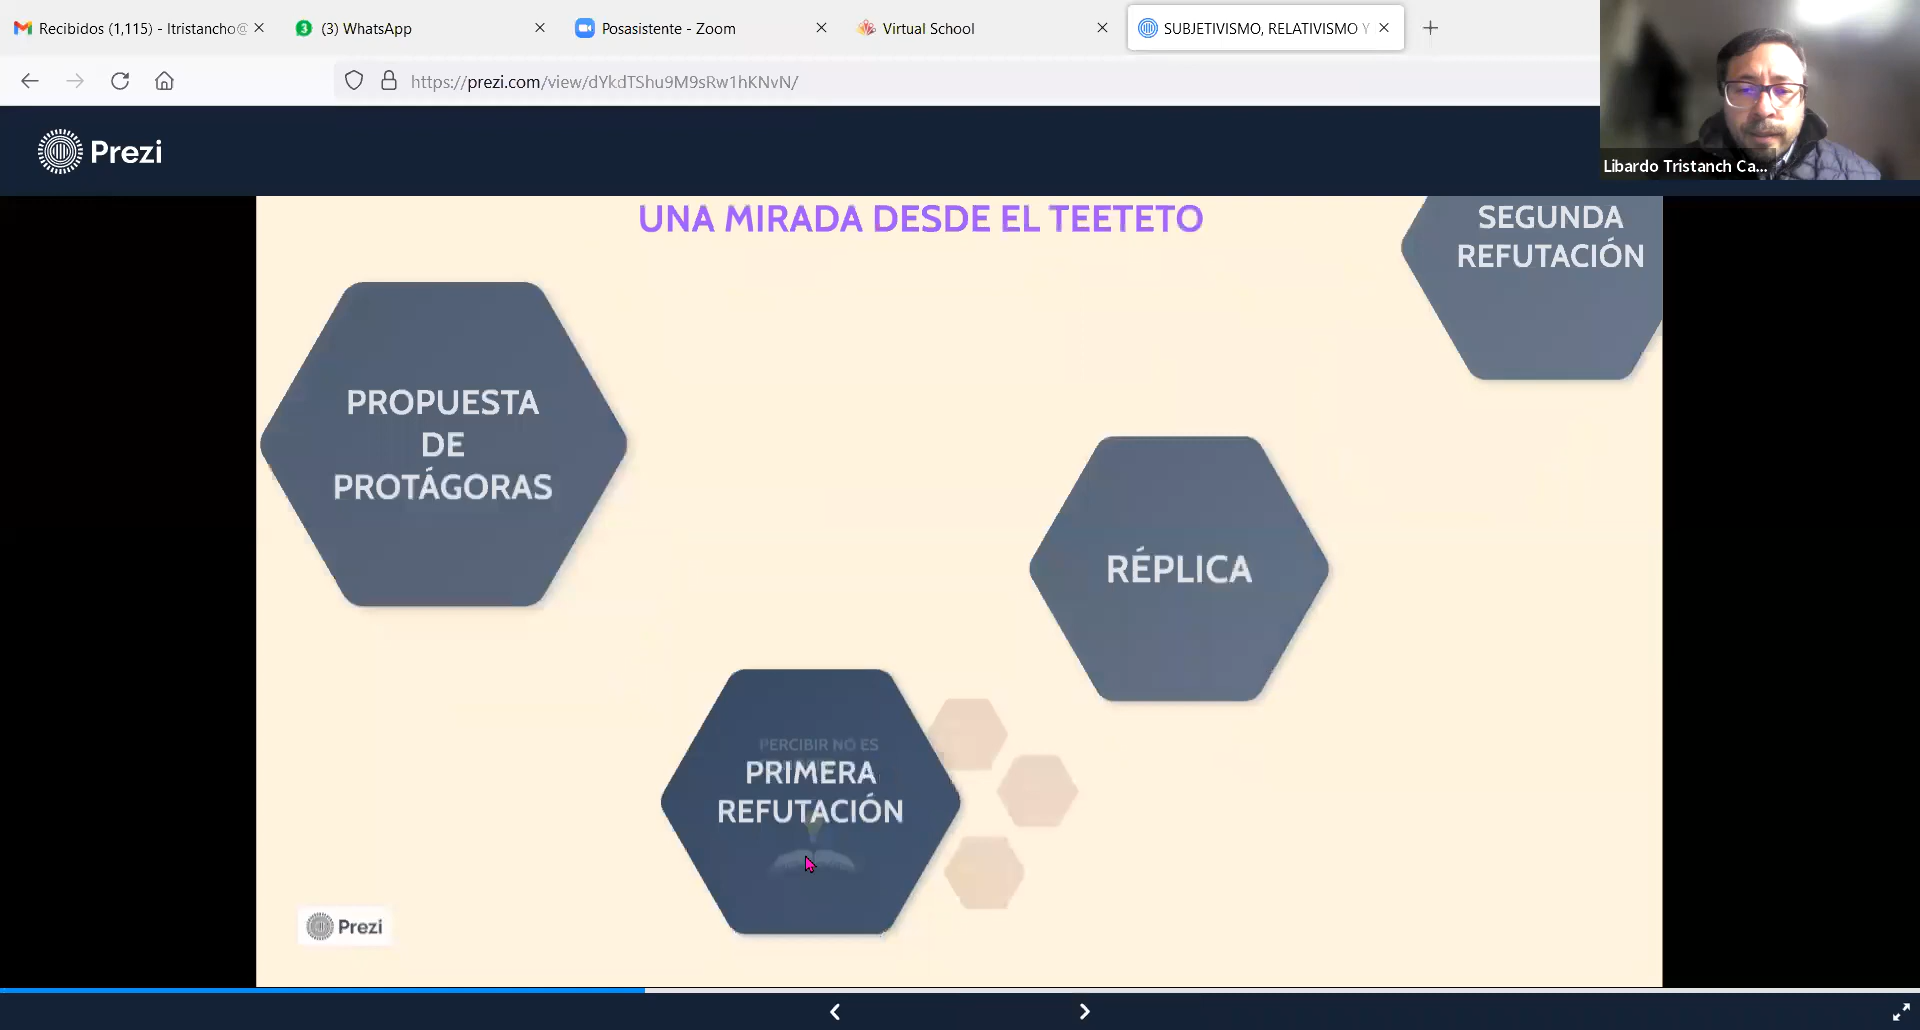 Recibidos (1,115) - ltristancho@
(3) WhatsApp
Posasistente - Zoom
Virtual School
SUBJETIVISMO, RELATIVISMO Y
https://prezi.com/view/dYkdTShu9M9sRw1hKNvN/
Prezi
Libardo Tristanch Ca...
UNA MIRADA DESDE EL TEETETO
SEGUNDA
REFUTACIÓN
PROPUESTA
DE
PROTÁGORAS
RÉPLICA
PERCIBIR NO ES
PRIMERA
REFUTACIÓN
Prezi